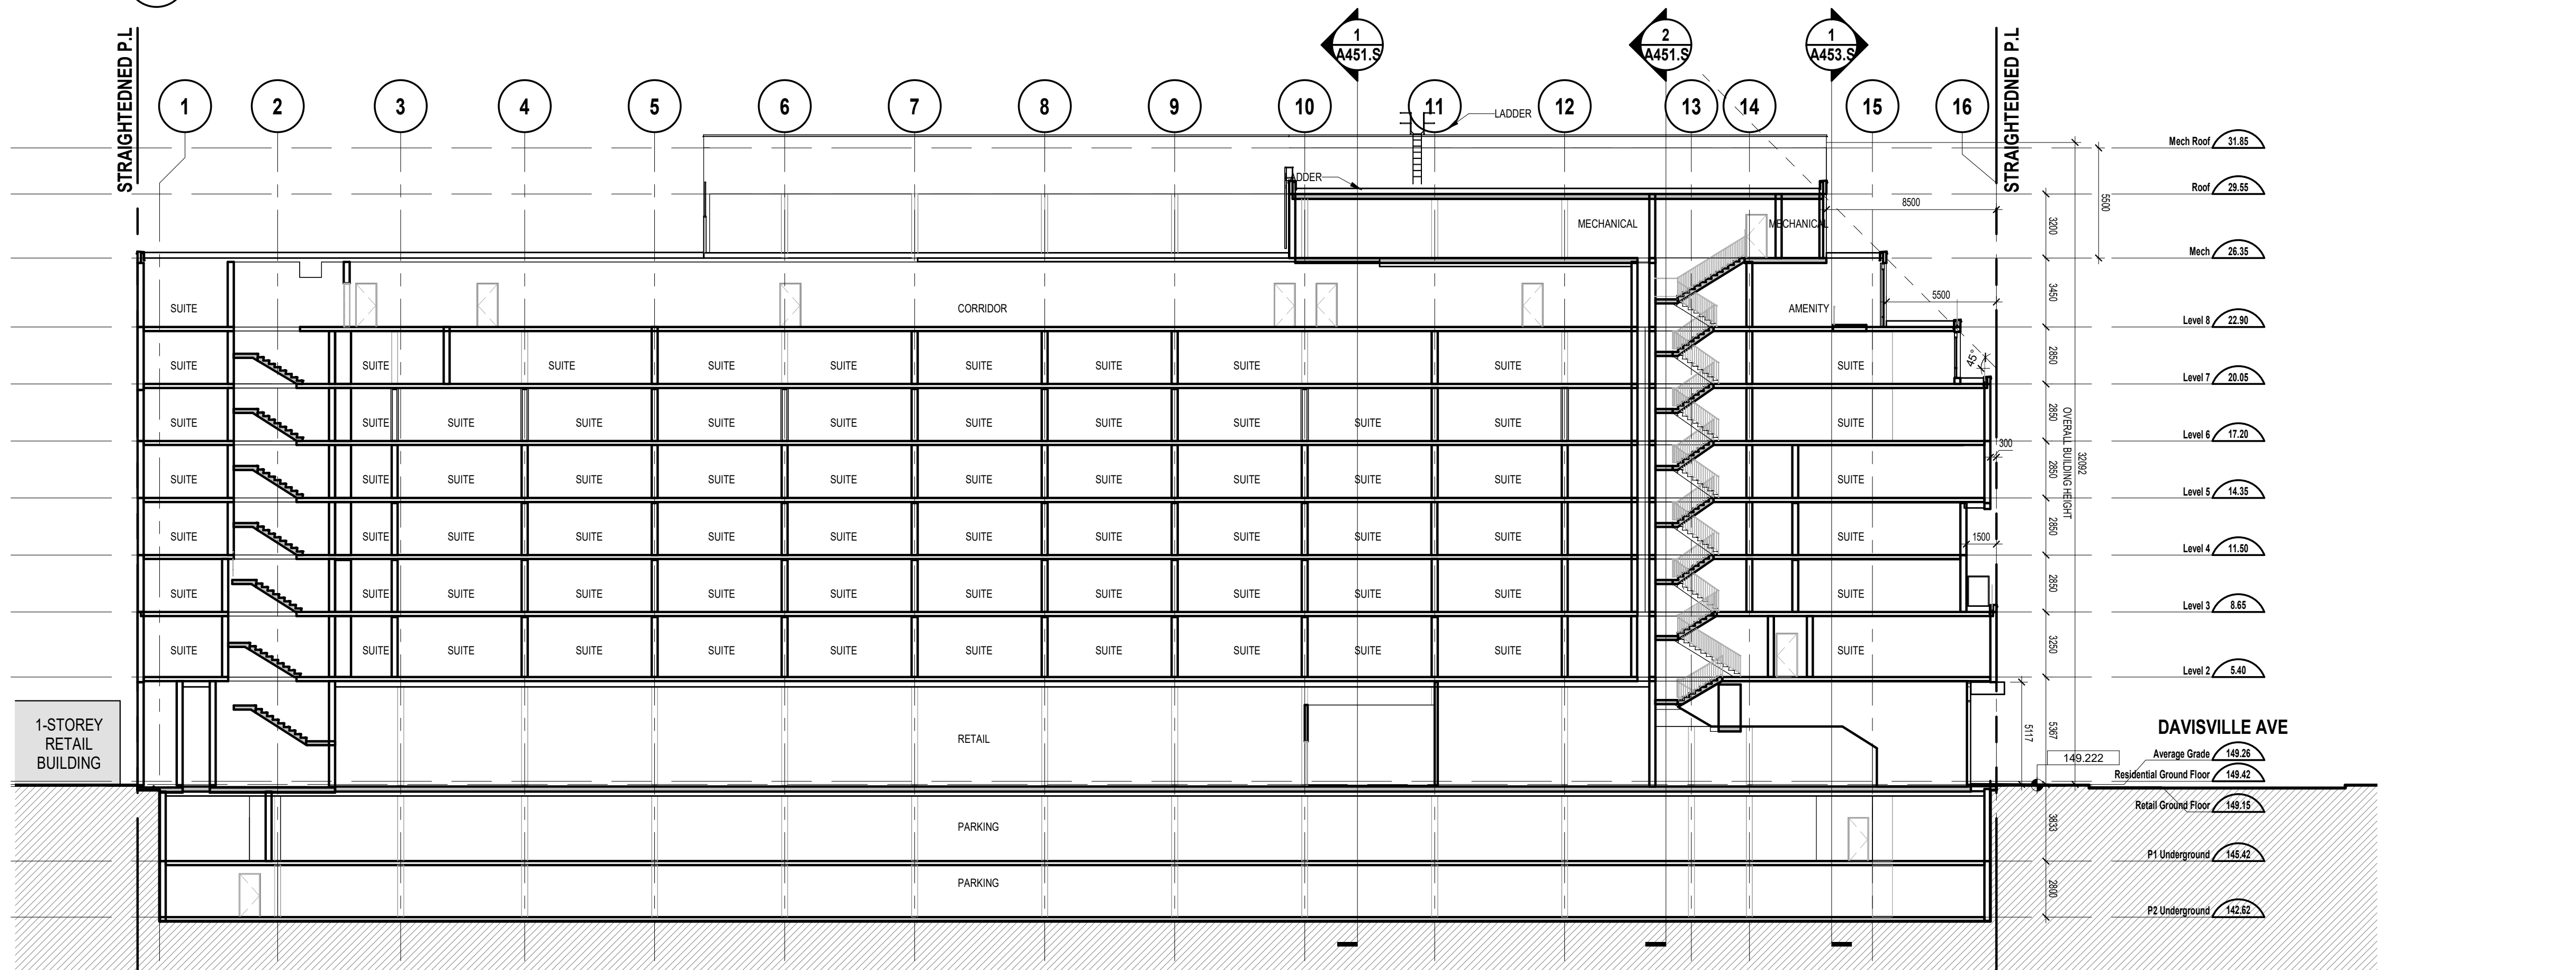 STRAIGHTEDNED P.L
1
A451.S
2
A451.S
1
A453.S
STRAIGHTEDNED P.L
1 2 3 4 5 6 7 8 9 10 11 12 13 14 15 16
LADDER
Mech Roof 31.85
LADDER
Roof 29.55
8500
5500
MECHANICAL MECHANICAL
3200
Mech 26.35
5500
3450
SUITE CORRIDOR AMENITY
Level 8 22.90
45°
2850
SUITE SUITE SUITE SUITE SUITE SUITE SUITE SUITE SUITE SUITE SUITE
Level 7 20.05
2850
SUITE SUITE SUITE SUITE SUITE SUITE SUITE SUITE SUITE SUITE SUITE SUITE
Level 6 17.20
300
OVERALL BUILDING HEIGHT
32092
2850
SUITE SUITE SUITE SUITE SUITE SUITE SUITE SUITE SUITE SUITE SUITE SUITE
Level 5 14.35
2850
SUITE SUITE SUITE SUITE SUITE SUITE SUITE SUITE SUITE SUITE SUITE SUITE
1500
Level 4 11.50
2850
SUITE SUITE SUITE SUITE SUITE SUITE SUITE SUITE SUITE SUITE SUITE SUITE
Level 3 8.65
3250
SUITE SUITE SUITE SUITE SUITE SUITE SUITE SUITE SUITE SUITE SUITE SUITE
Level 2 5.40
1-STOREY
RETAIL
BUILDING
RETAIL
5117
5367
DAVISVILLE AVE
149.222
Average Grade 149.26
Residential Ground Floor 149.42
Retail Ground Floor 149.15
PARKING
3833
P1 Underground 145.42
PARKING
2800
P2 Underground 142.62